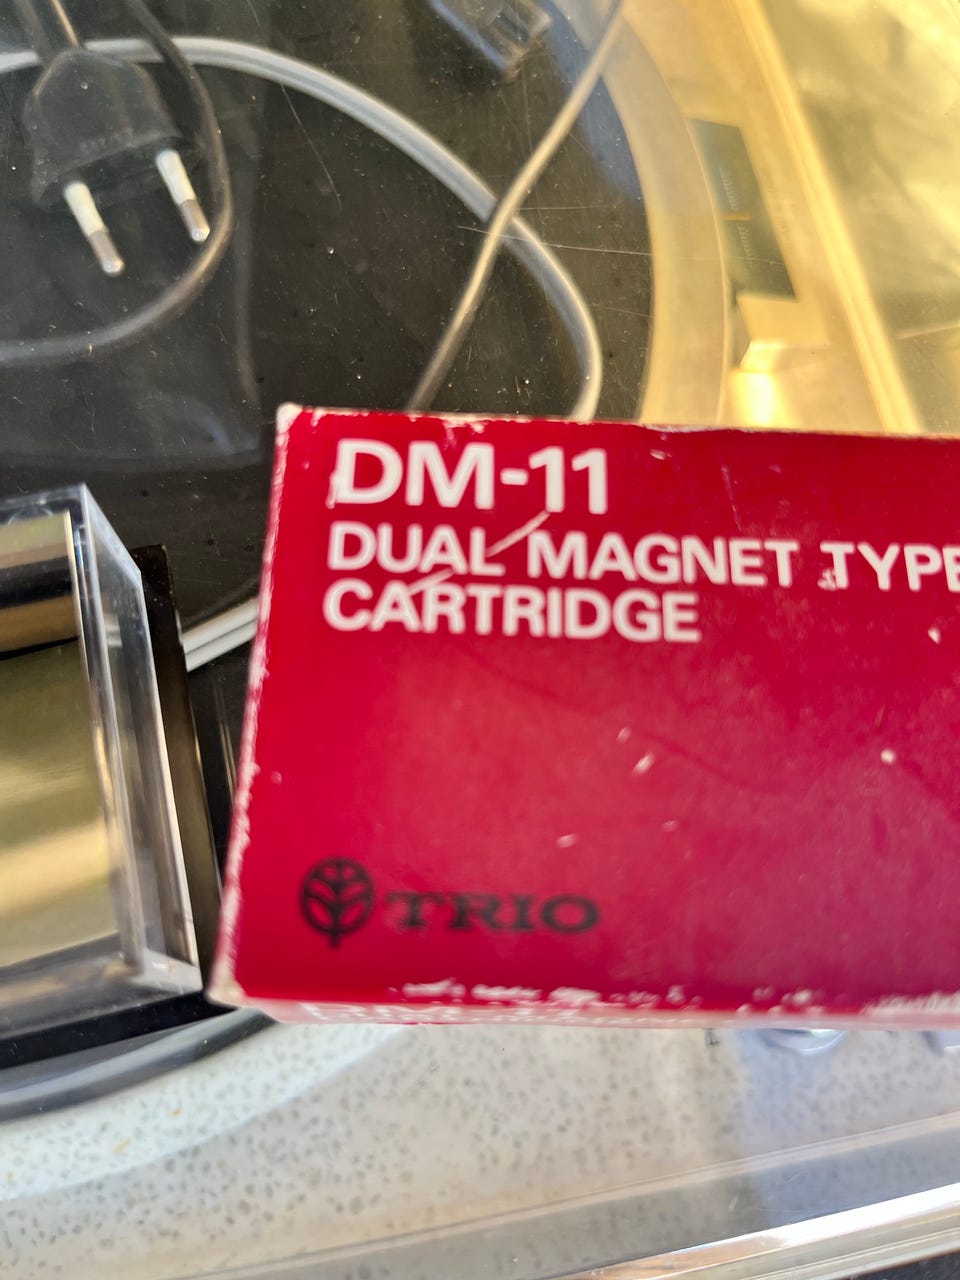 DM-11
DUAL MAGNET TYPE
CARTRIDGE
TRIO